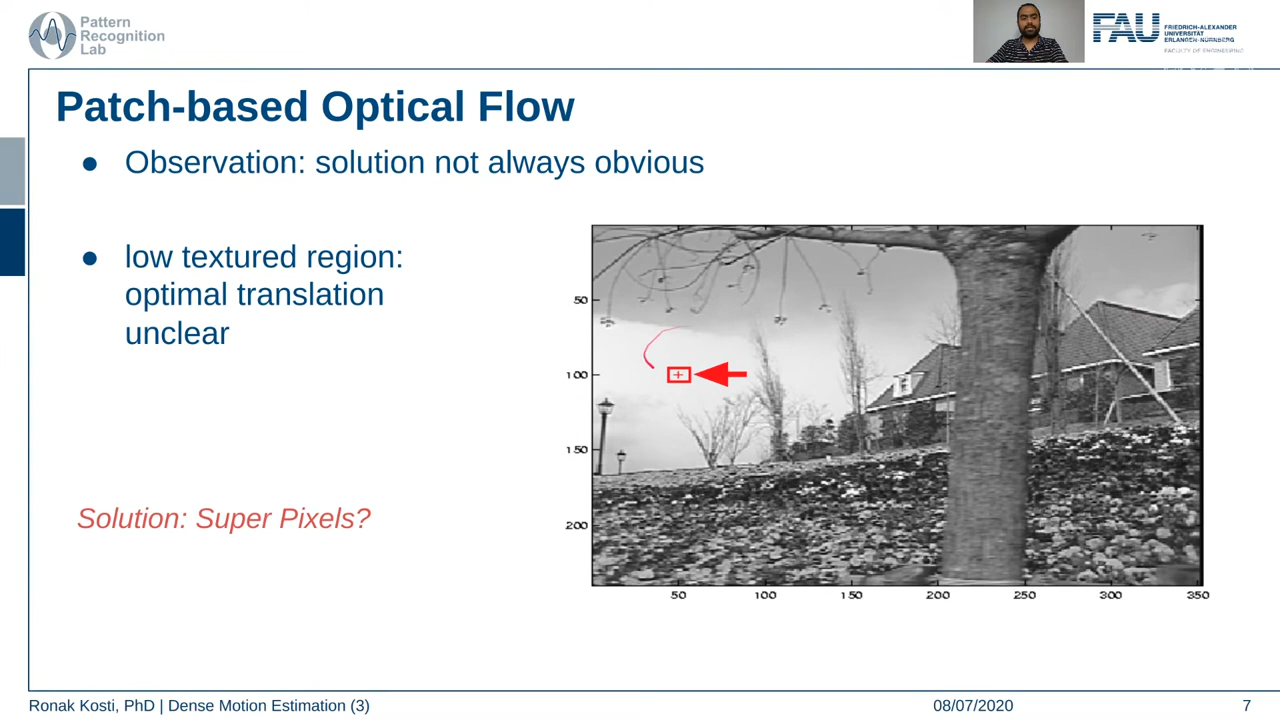 Pattern
Recognition
Lab
FAU
FRIEDRICH-ALEXANDER
UNIVERSITÄT
ERLANGEN-NÜRNBERG
FACULTY OF ENGINEERING
Patch-based Optical Flow
● Observation: solution not always obvious
● low textured region:
optimal translation
unclear
Solution: Super Pixels?
50
100
150
200
50 100 150 200 250 300 350
Ronak Kosti, PhD | Dense Motion Estimation (3) 08/07/2020 7